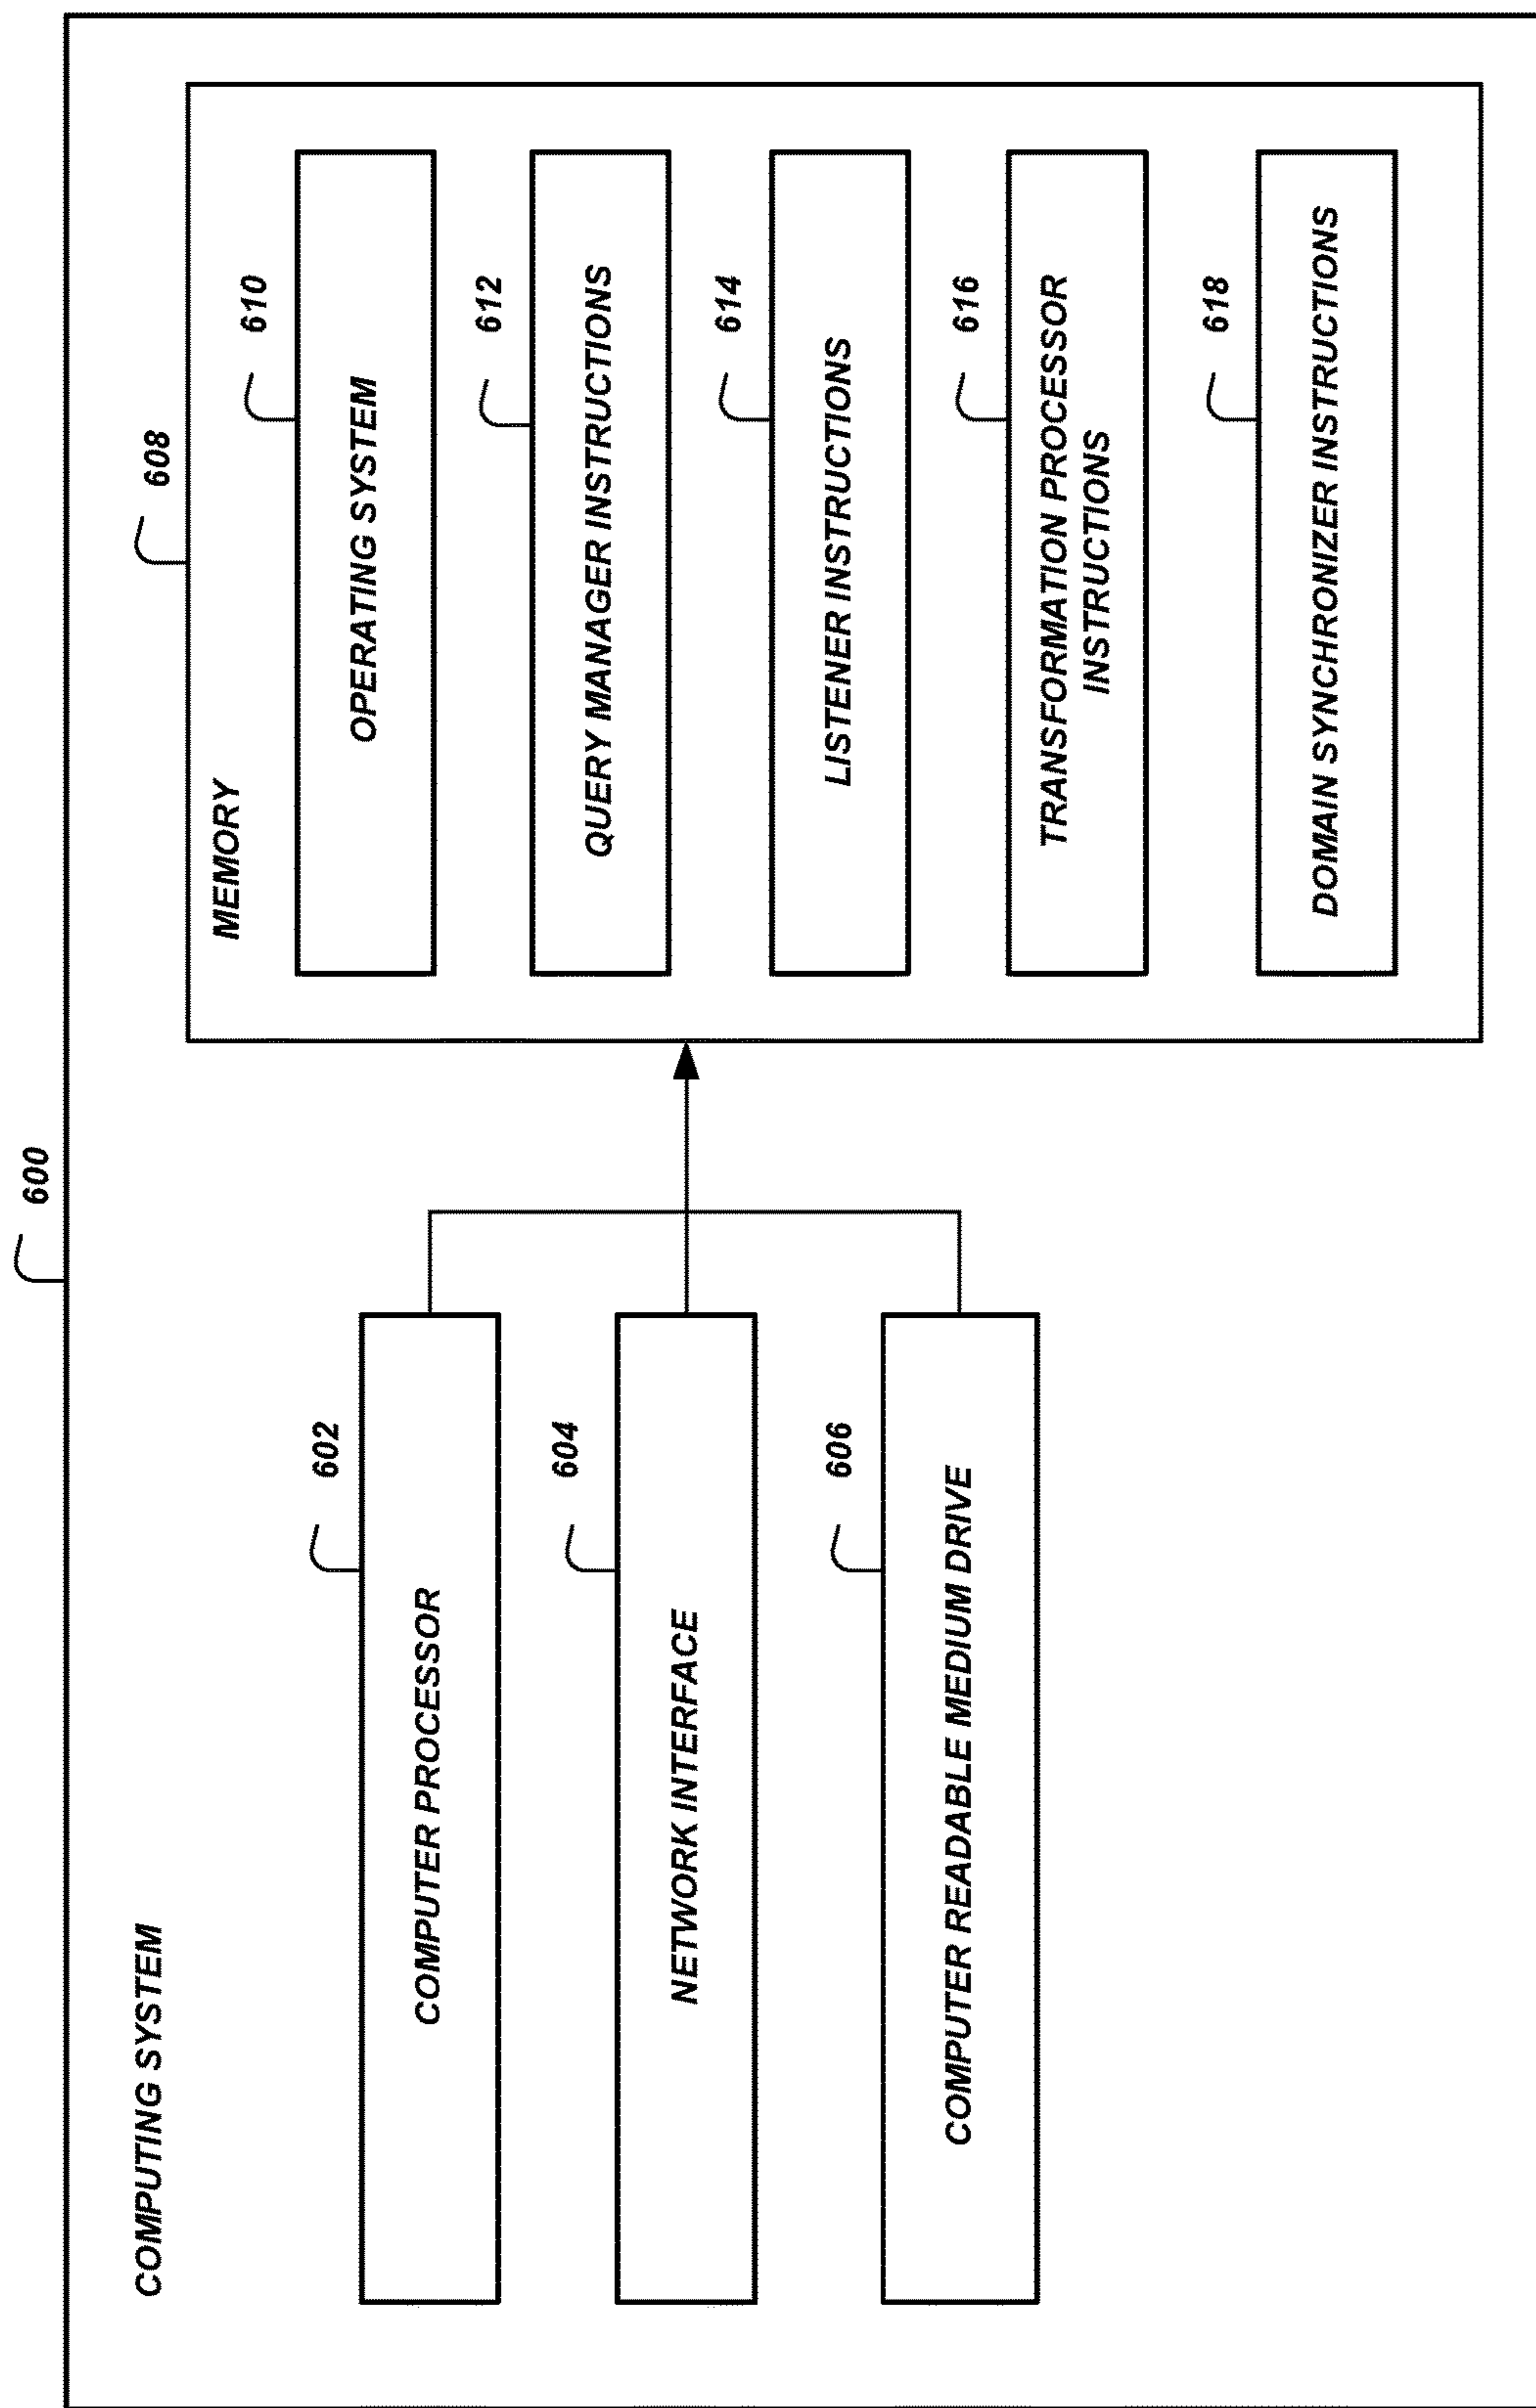 600
COMPUTING SYSTEM
602
COMPUTER PROCESSOR
604
NETWORK INTERFACE
606
COMPUTER READABLE MEDIUM DRIVE
608
MEMORY
610
OPERATING SYSTEM
612
QUERY MANAGER INSTRUCTIONS
614
LISTENER INSTRUCTIONS
616
TRANSFORMATION PROCESSOR
INSTRUCTIONS
618
DOMAIN SYNCHRONIZER INSTRUCTIONS